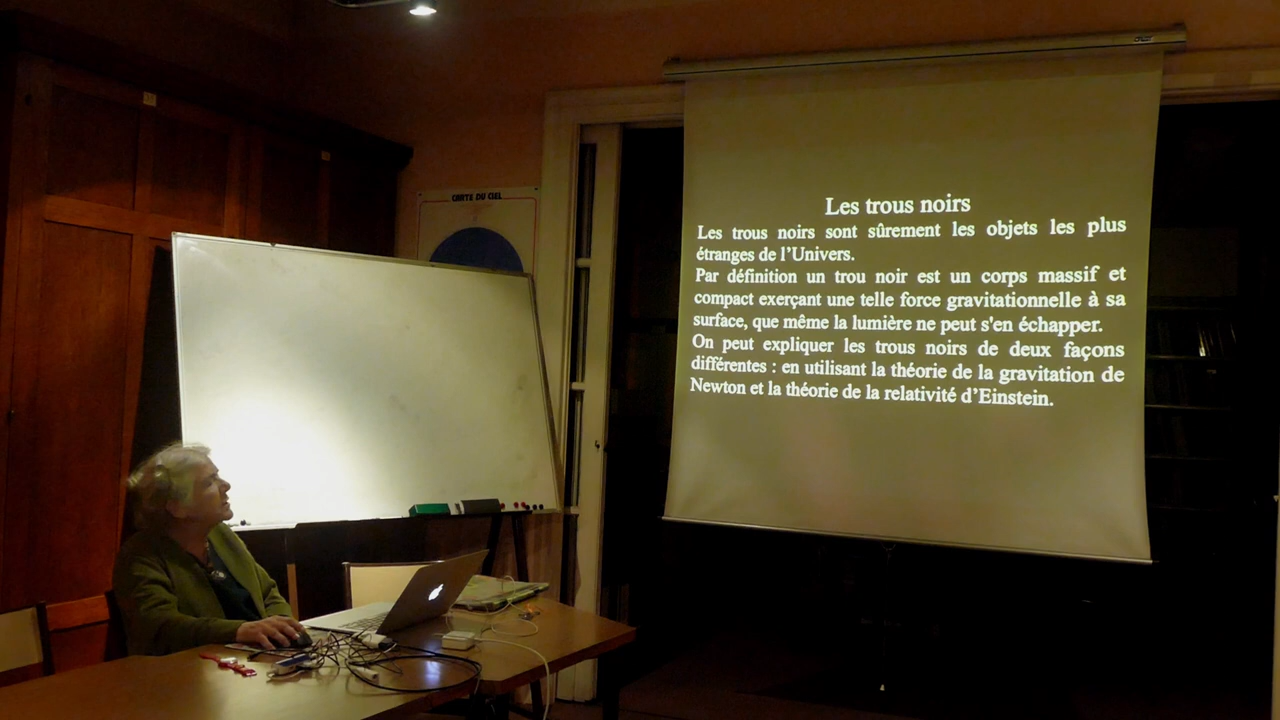 CARTE DU CIEL
Les trous noirs
Les trous noirs sont sûrement les objets les plus
étranges de l’Univers.
Par définition un trou noir est un corps massif et
compact exerçant une telle force gravitationnelle à sa
surface, que même la lumière ne peut s'en échapper.
On peut expliquer les trous noirs de deux façons
différentes : en utilisant la théorie de la gravitation de
Newton et la théorie de la relativité d’Einstein.